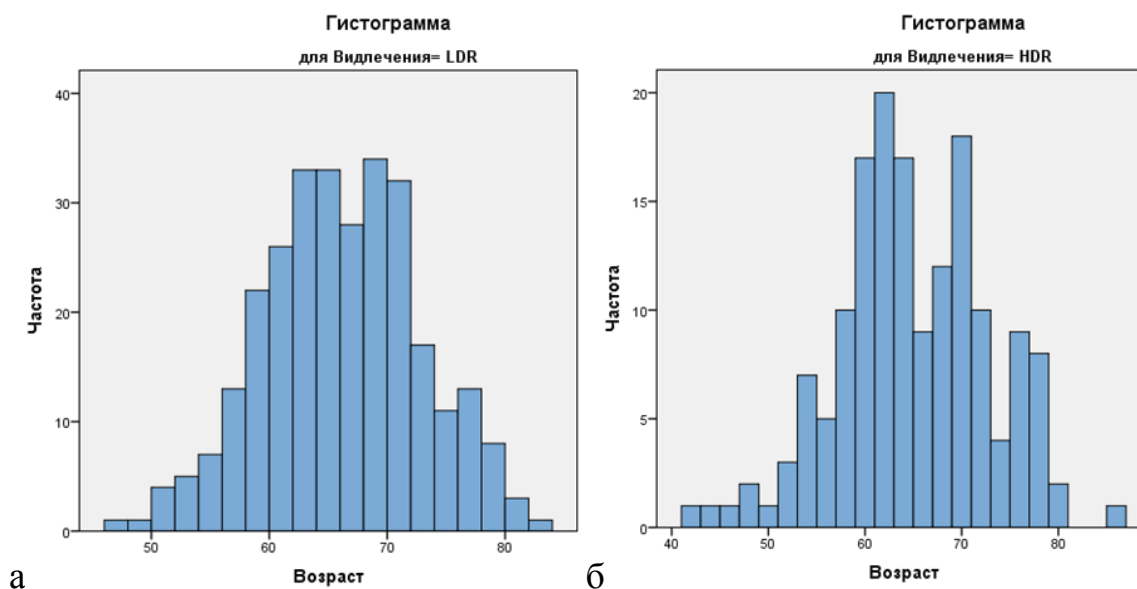 Гистограмма
для Видлечения= LDR
40
30
20
10
0
50
60
70
80
Частота
Возраст
а
Гистограмма
для Видлечения= HDR
20
15
10
5
0
40
50
60
70
80
Частота
Возраст
б